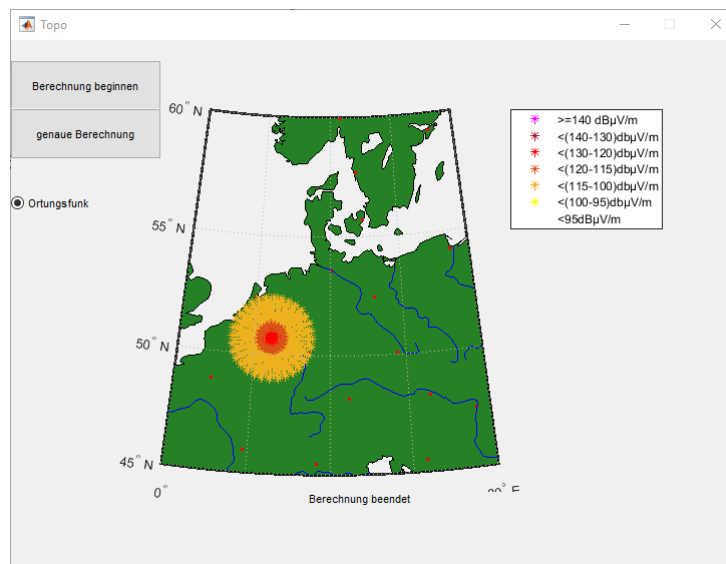 Topo
Berechnung beginnen
genaue Berechnung
Ortungsfunk
60° N
55° N
50° N
45° N
0°
Berechnung beendet
>=140 dBµV/m
<(140-130)dbµV/m
<(130-120)dbµV/m
<(120-115)dbµV/m
<(115-100)dbµV/m
<(100-95)dbµV/m
<95dBµV/m